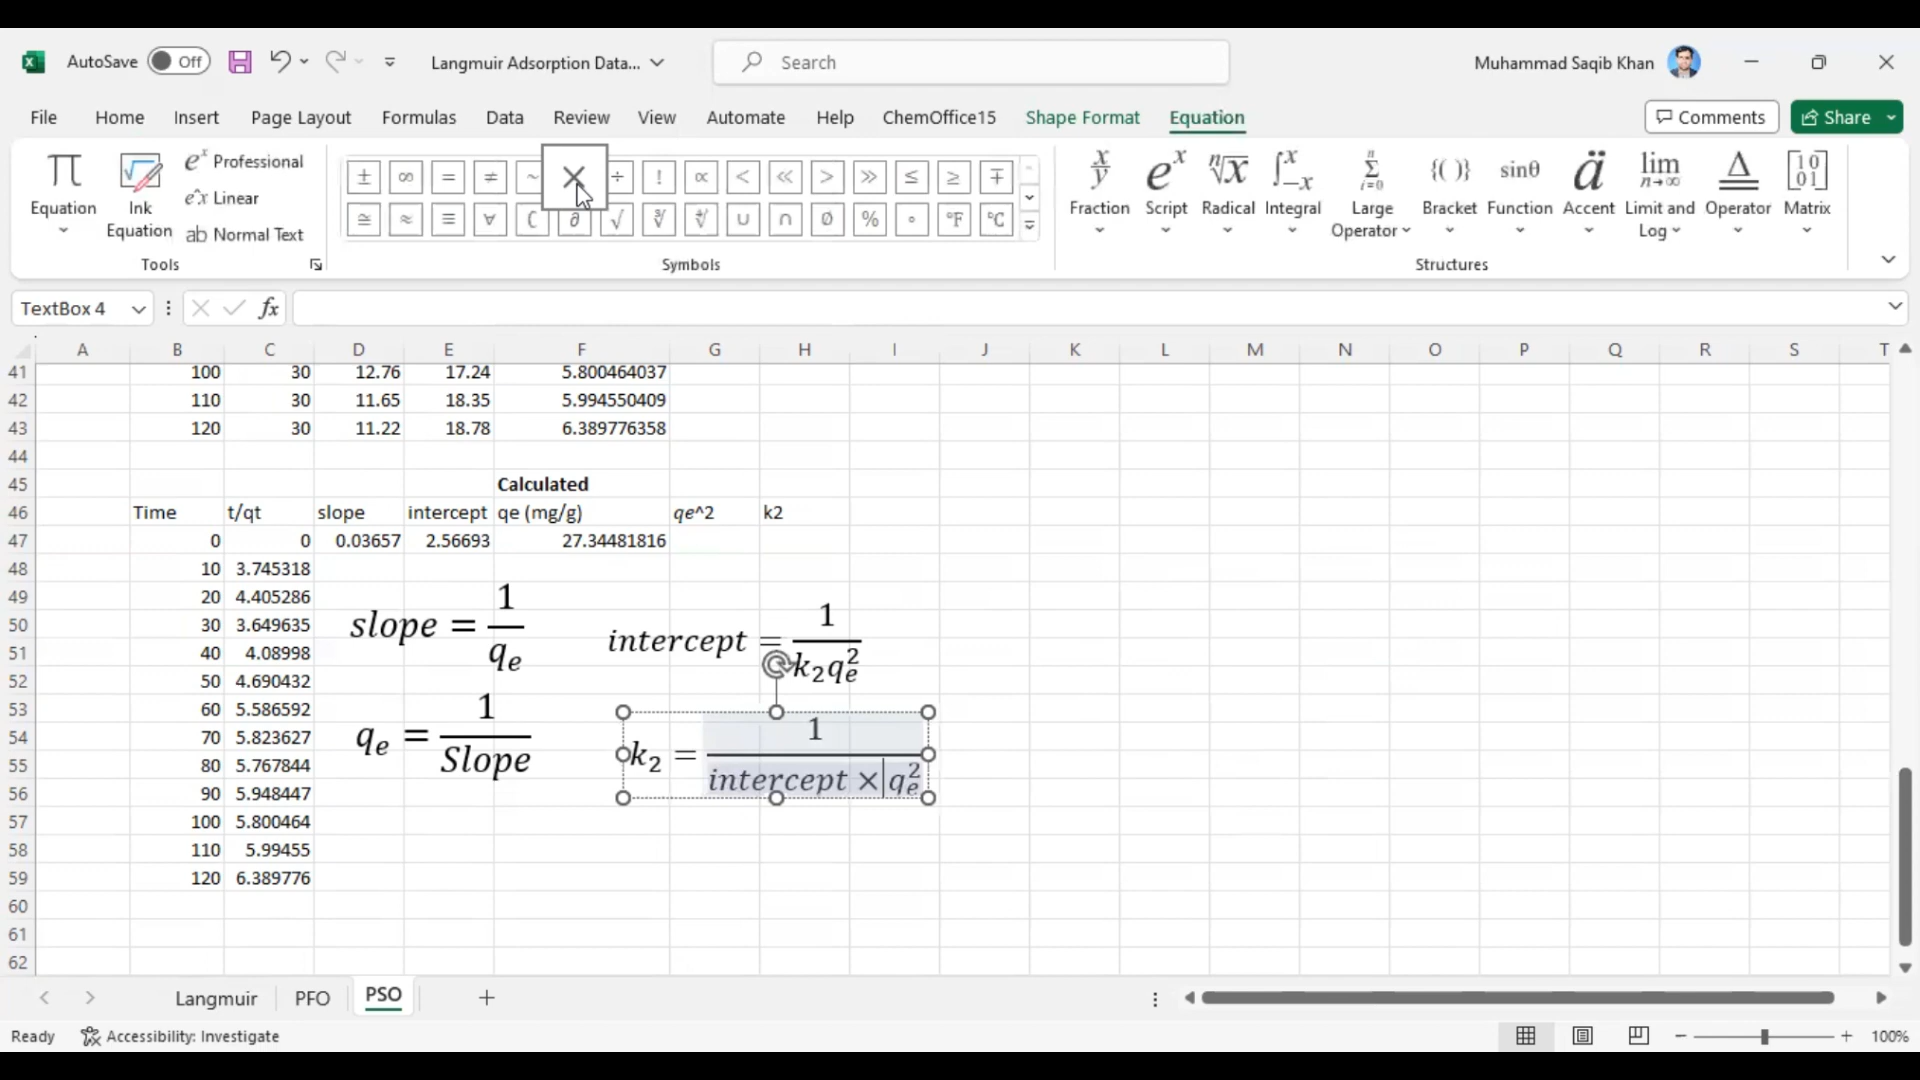 AutoSave Off Langmuir Adsorption Data... Search Muhammad Saqib Khan
File Home Insert Page Layout Formulas Data Review View Automate Help ChemOffice15 Shape Format Equation Comments Share
Equation Ink Equation
Professional
Linear
ab Normal Text
Tools
± ∞ = ≠ ~ × ÷ ! ∝ < ≪ > ≫ ≤ ≥ ∓
≅ ≈ ≡ ∀ ∁ ∂ √ ∛ ∜ ∪ ∩ ∅ % ° °F °C
Symbols
Fraction Script Radical Integral Large Operator Bracket Function Accent Limit and Log Operator Matrix
Structures
TextBox 4 fx
A B C D E F G H I J K L M N O P Q R S T
41 100 30 12.76 17.24 5.800464037
42 110 30 11.65 18.35 5.994550409
43 120 30 11.22 18.78 6.389776358
44
45 Calculated
46 Time t/qt slope intercept qe (mg/g) qe^2 k2
47 0 0 0.03657 2.56693 27.34481816
48 10 3.745318
49 20 4.405286
50 30 3.649635
51 40 4.08998
52 50 4.690432
53 60 5.586592
54 70 5.823627
55 80 5.767844
56 90 5.948447
57 100 5.800464
58 110 5.99455
59 120 6.389776
60
61
62
slope = 1/qₑ
intercept = 1/k₂qₑ²
qₑ = 1/Slope
k₂ = 1/intercept × qₑ²
Langmuir PFO PSO +
Ready Accessibility: Investigate 100%